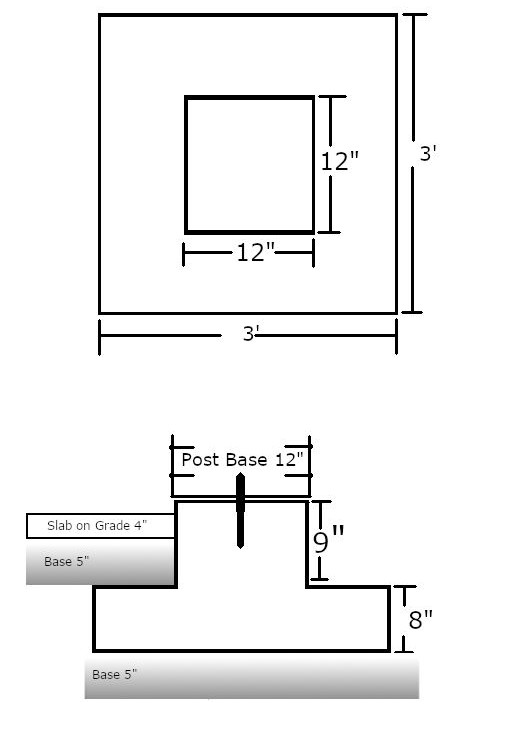 12"
3'
12"
3'
Post Base 12"
Slab on Grade 4"
9"
Base 5"
8"
Base 5"